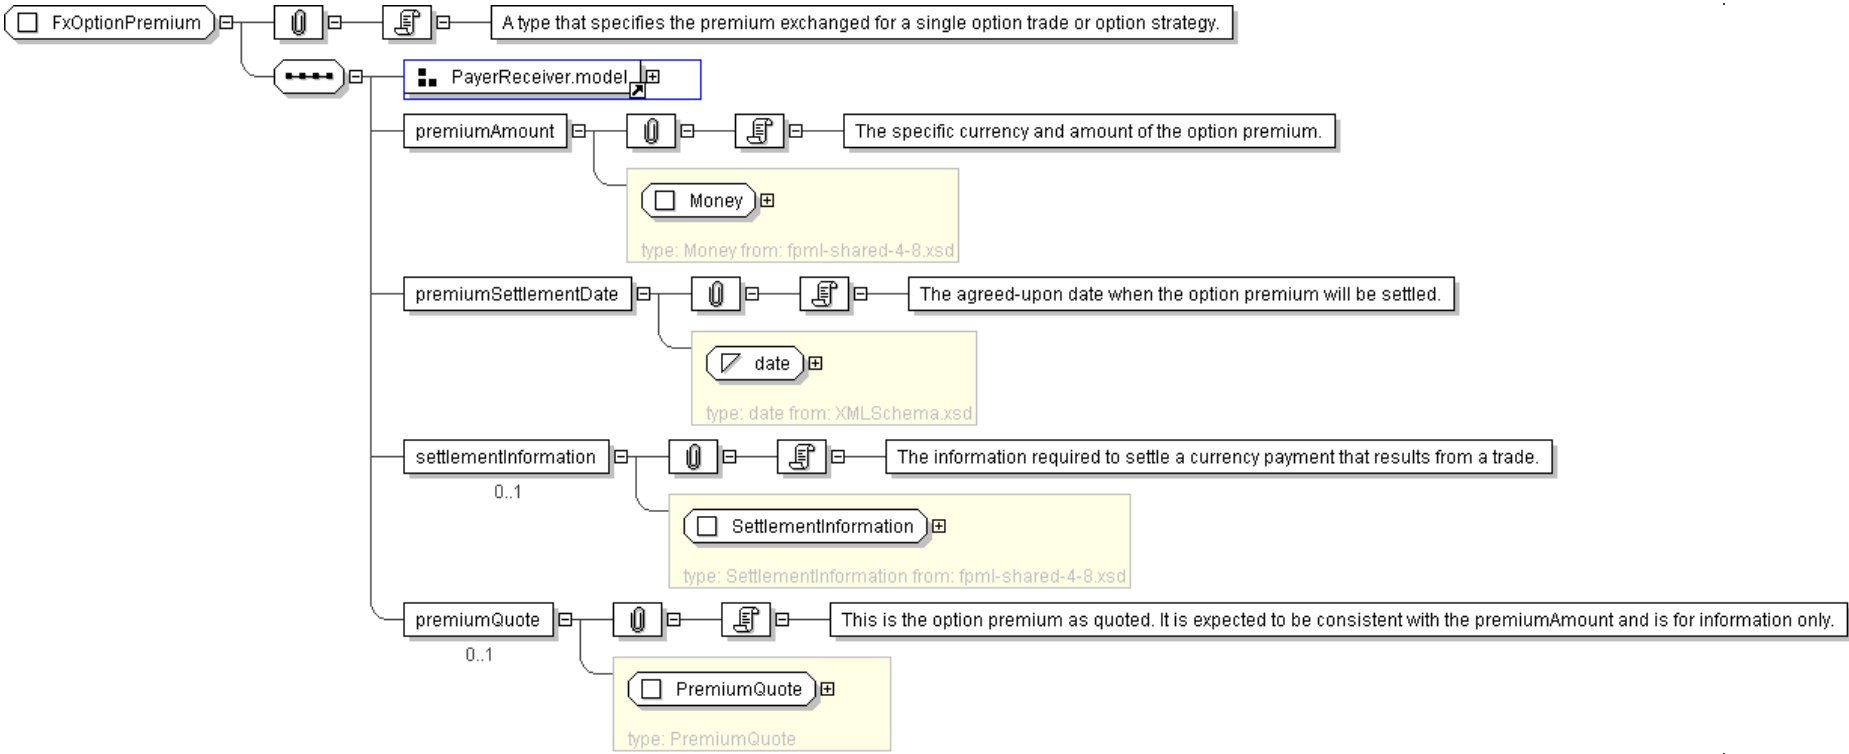 FxOptionPremium
A type that specifies the premium exchanged for a single option trade or option strategy.
PayerReceiver.model
premiumAmount
The specific currency and amount of the option premium.
Money
type: Money from: fpml-shared-4-8.xsd
premiumSettlementDate
The agreed-upon date when the option premium will be settled.
date
type: date from: XMLSchema.xsd
settlementInformation
The information required to settle a currency payment that results from a trade.
0..1
SettlementInformation
type: SettlementInformation from: fpml-shared-4-8.xsd
premiumQuote
This is the option premium as quoted. It is expected to be consistent with the premiumAmount and is for information only.
0..1
PremiumQuote
type: PremiumQuote